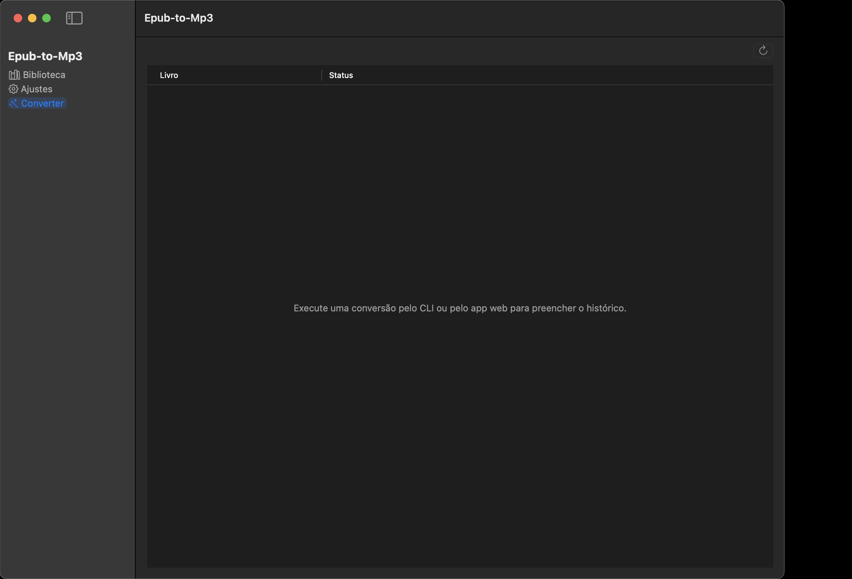 Epub-to-Mp3
Epub-to-Mp3
Biblioteca
Ajustes
Converter
Livro
Status
Execute uma conversão pelo CLI ou pelo app web para preencher o histórico.